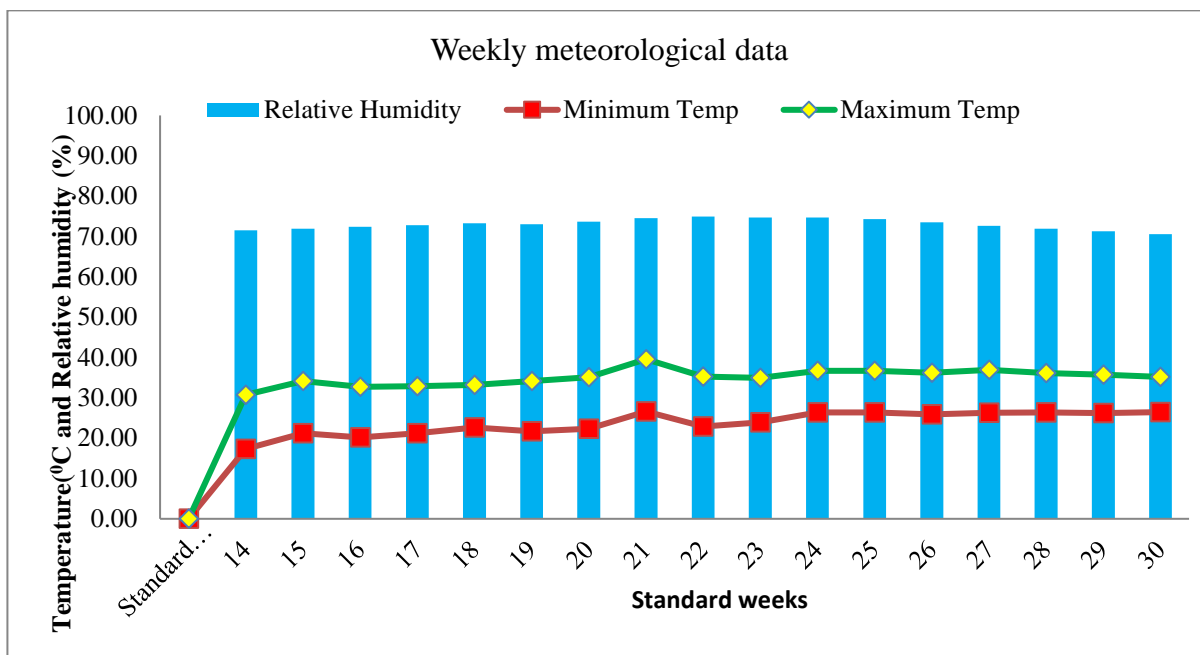 Weekly meteorological data
Relative Humidity Minimum Temp Maximum Temp
Temperature(⁰C and Relative humidity (%)
100.00
90.00
80.00
70.00
60.00
50.00
40.00
30.00
20.00
10.00
0.00
Standard… 14 15 16 17 18 19 20 21 22 23 24 25 26 27 28 29 30
Standard weeks